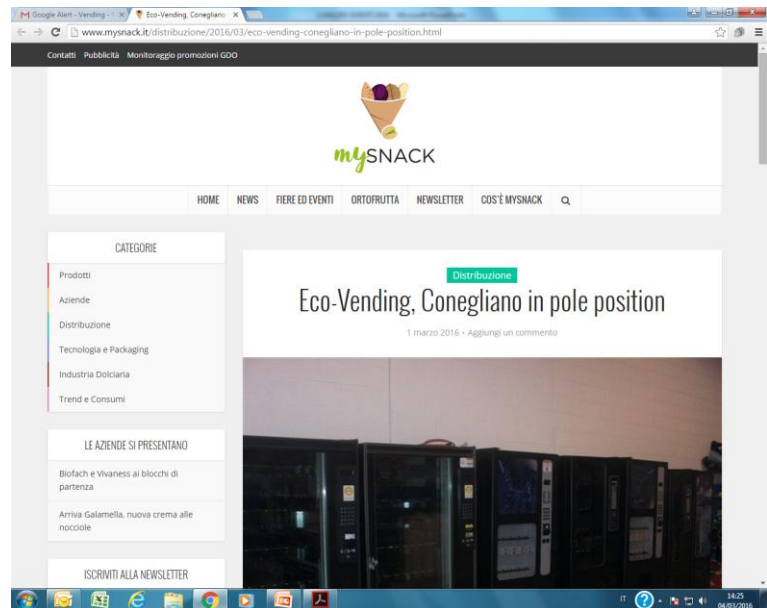 Google Alert - Vending - 1
Eco-Vending, Conegliano
www.mysnack.it/distribuzione/2016/03/eco-vending-conegliano-in-pole-position.html
Contatti Pubblicità Monitoraggio promozioni GDO
mySNACK
HOME NEWS FIERE ED EVENTI ORTOFRUTTA NEWSLETTER COS'È MYSNACK
CATEGORIE
Prodotti
Aziende
Distribuzione
Tecnologia e Packaging
Industria Dolciaria
Trend e Consumi
LE AZIENDE SI PRESENTANO
Biofach e Vivaness ai blocchi di
partenza
Arriva Galamella, nuova crema alle
nocciole
ISCRIVITI ALLA NEWSLETTER
Distribuzione
Eco-Vending, Conegliano in pole position
1 marzo 2016 • Aggiungi un commento
IT
14:25
04/03/2016